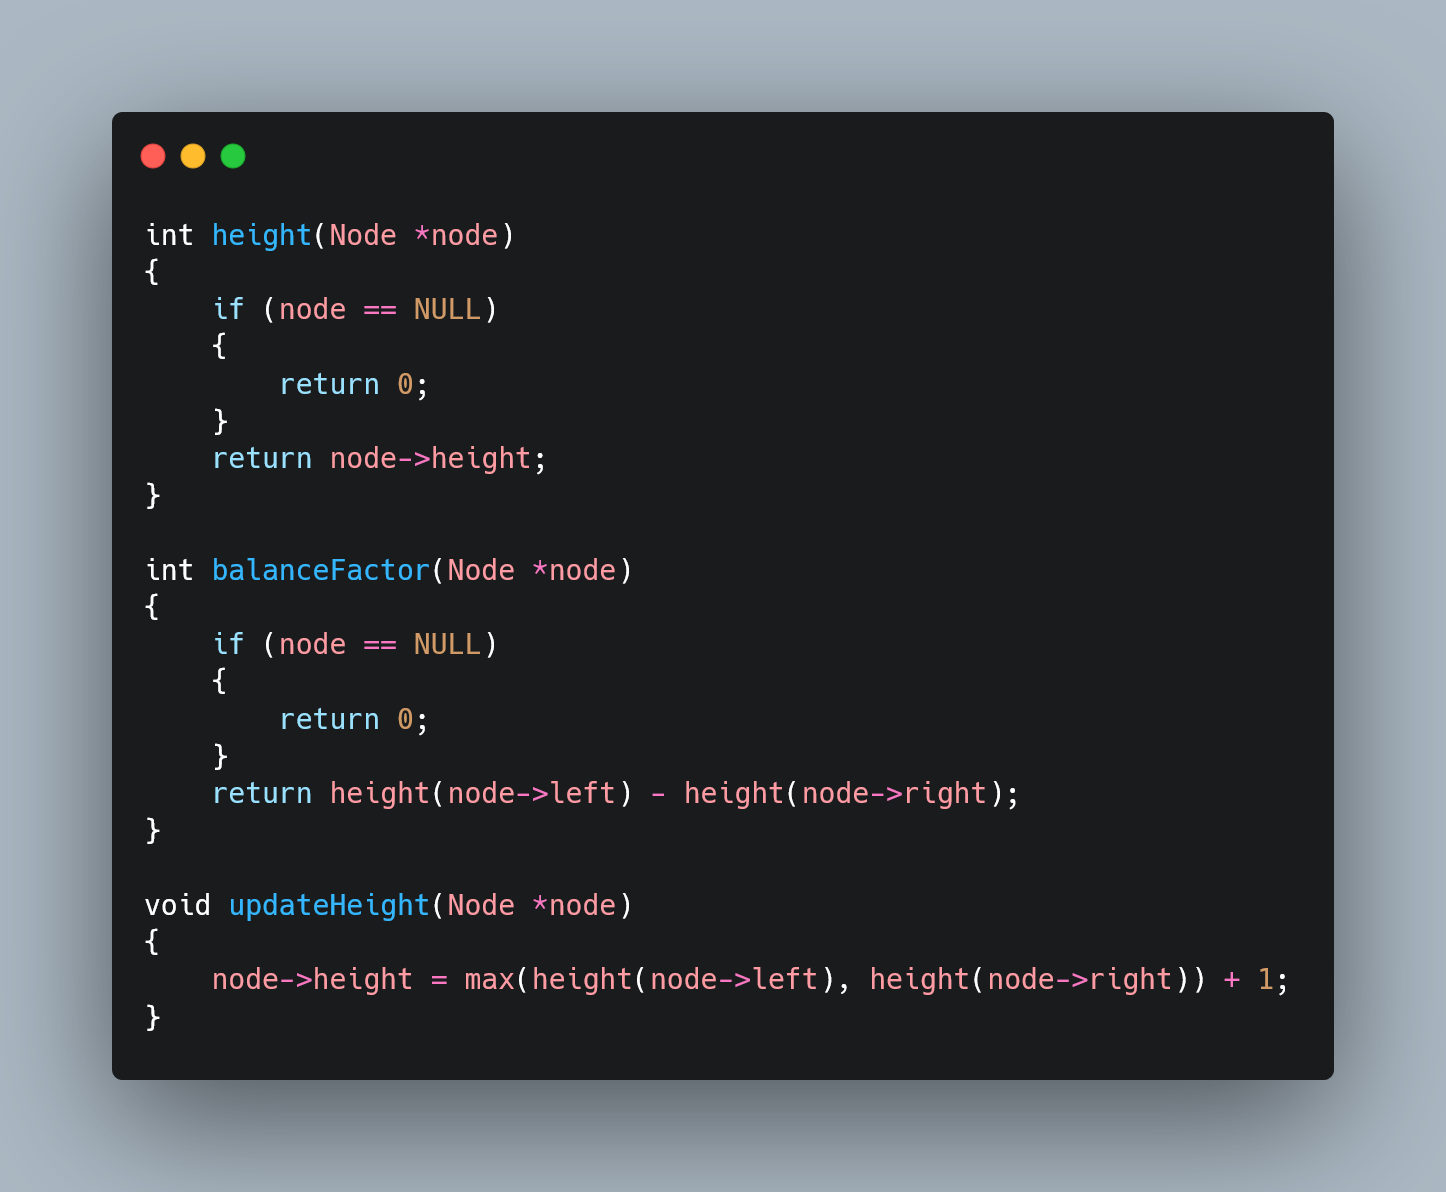 int height(Node *node)
{
    if (node == NULL)
    {
        return 0;
    }
    return node->height;
}

int balanceFactor(Node *node)
{
    if (node == NULL)
    {
        return 0;
    }
    return height(node->left) - height(node->right);
}

void updateHeight(Node *node)
{
    node->height = max(height(node->left), height(node->right)) + 1;
}